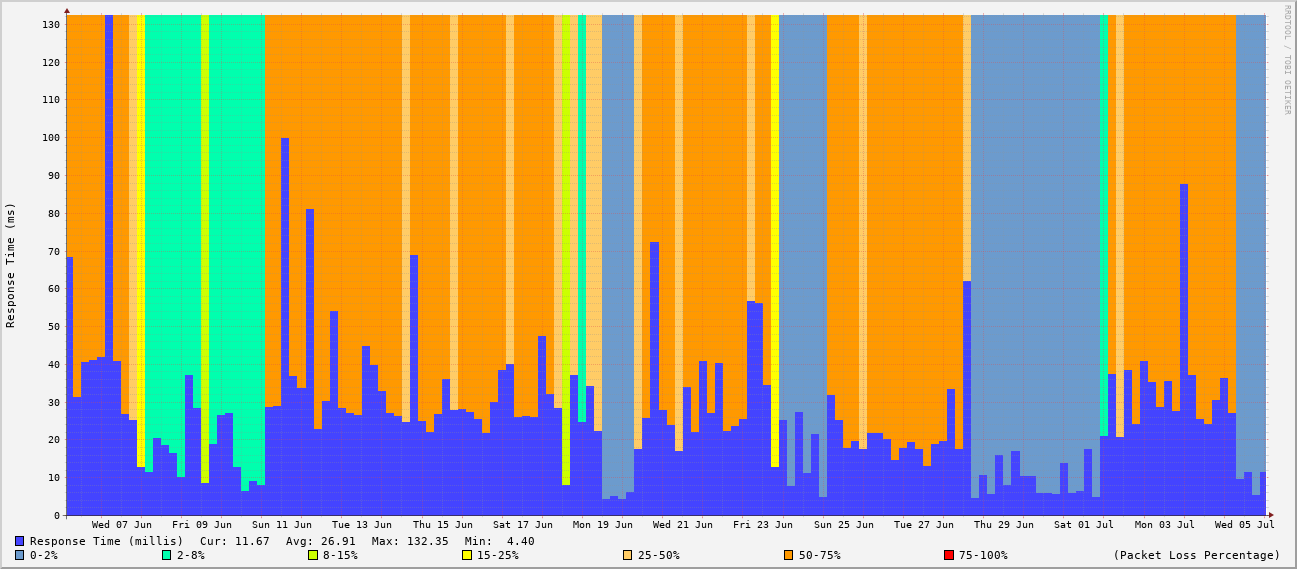 RRDTOOL / TOBI OETIKER
Response Time (ms)
130
120
110
100
90
80
70
60
50
40
30
20
10
0
Wed 07 Jun Fri 09 Jun Sun 11 Jun Tue 13 Jun Thu 15 Jun Sat 17 Jun Mon 19 Jun Wed 21 Jun Fri 23 Jun Sun 25 Jun Tue 27 Jun Thu 29 Jun Sat 01 Jul Mon 03 Jul Wed 05 Jul
Response Time (millis) Cur: 11.67 Avg: 26.91 Max: 132.35 Min: 4.40
0-2% 2-8% 8-15% 15-25% 25-50% 50-75% 75-100% (Packet Loss Percentage)